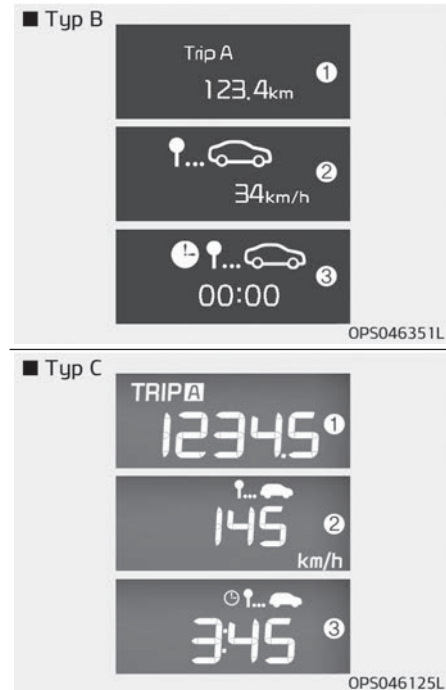 ■ Typ B
Trip A
123.4km
①
②
34km/h
③
00:00
OPS046351L
■ Typ C
TRIP A
1234.5
①
145
②
km/h
3:45
③
OPS046125L